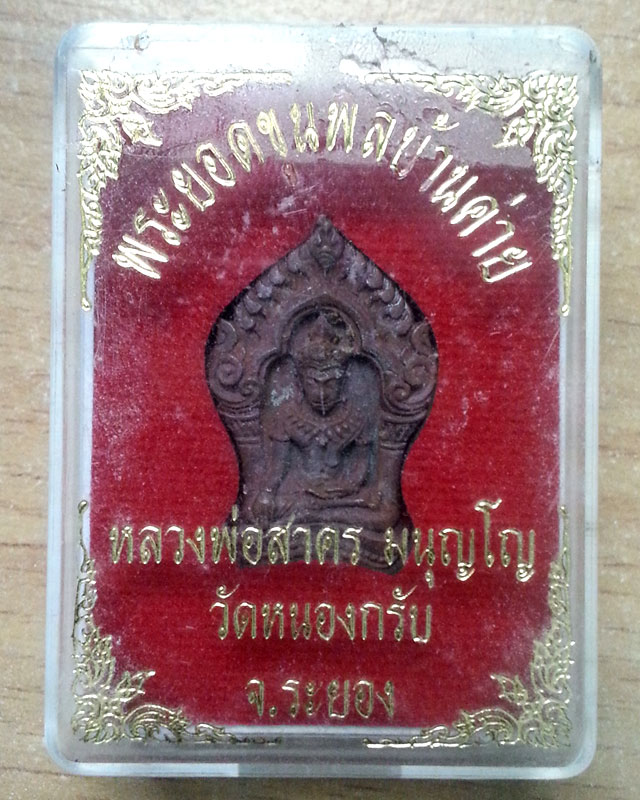 พระยอดขุนพลบ้านค่าย
หลวงพ่อสาคร มนุญโญ
วัดหนองกรับ
จ.ระยอง